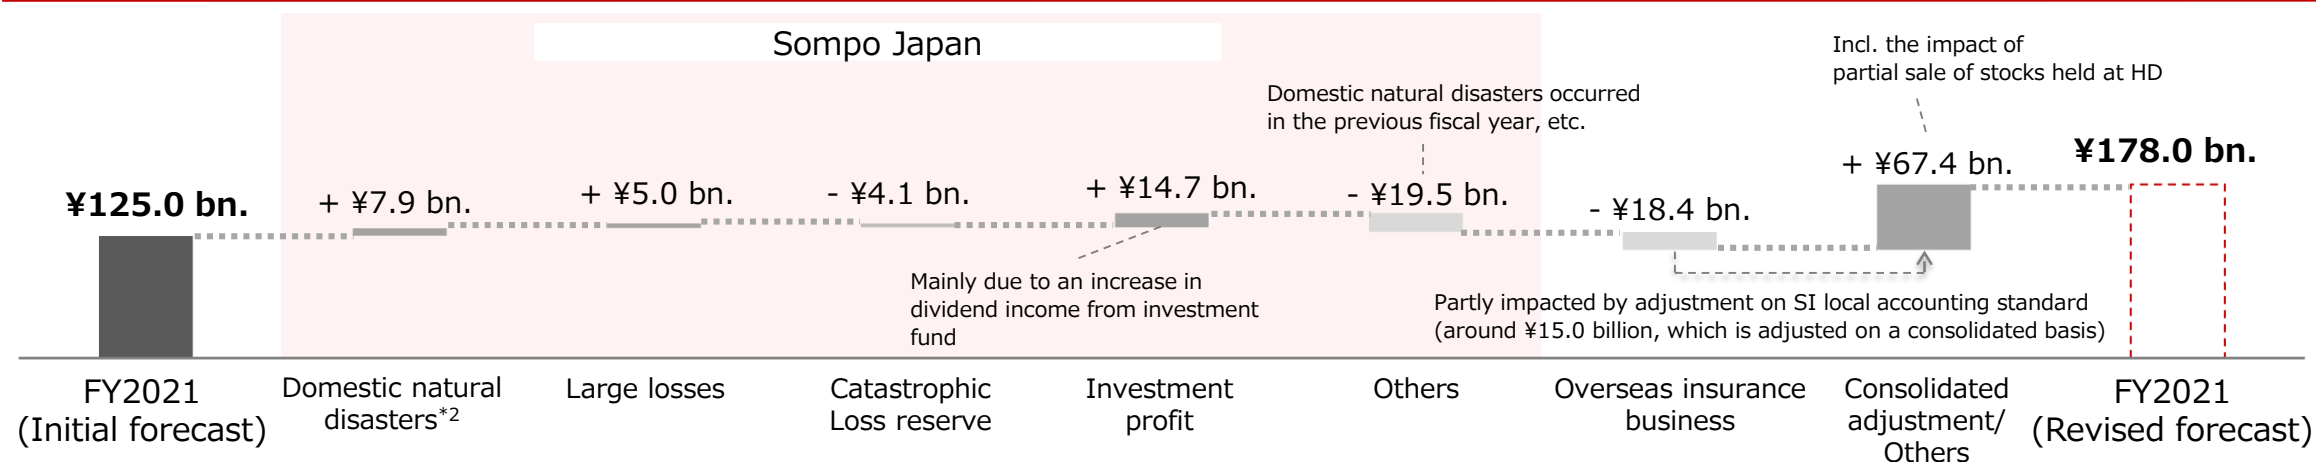 Sompo Japan
Incl. the impact of
partial sale of stocks held at HD
Domestic natural disasters occurred
in the previous fiscal year, etc.
¥125.0 bn.
+ ¥7.9 bn.
+ ¥5.0 bn.
- ¥4.1 bn.
+ ¥14.7 bn.
- ¥19.5 bn.
- ¥18.4 bn.
+ ¥67.4 bn.
¥178.0 bn.
Mainly due to an increase in
dividend income from investment
fund
Partly impacted by adjustment on SI local accounting standard
(around ¥15.0 billion, which is adjusted on a consolidated basis)
FY2021
(Initial forecast)
Domestic natural
disasters*2
Large losses
Catastrophic
Loss reserve
Investment
profit
Others
Overseas insurance
business
Consolidated
adjustment/
Others
FY2021
(Revised forecast)